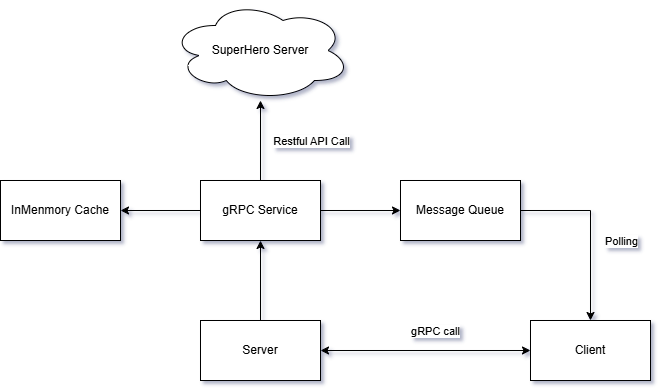 SuperHero Server
Restful API Call
InMenmory Cache
gRPC Service
Message Queue
Polling
Server
gRPC call
Client